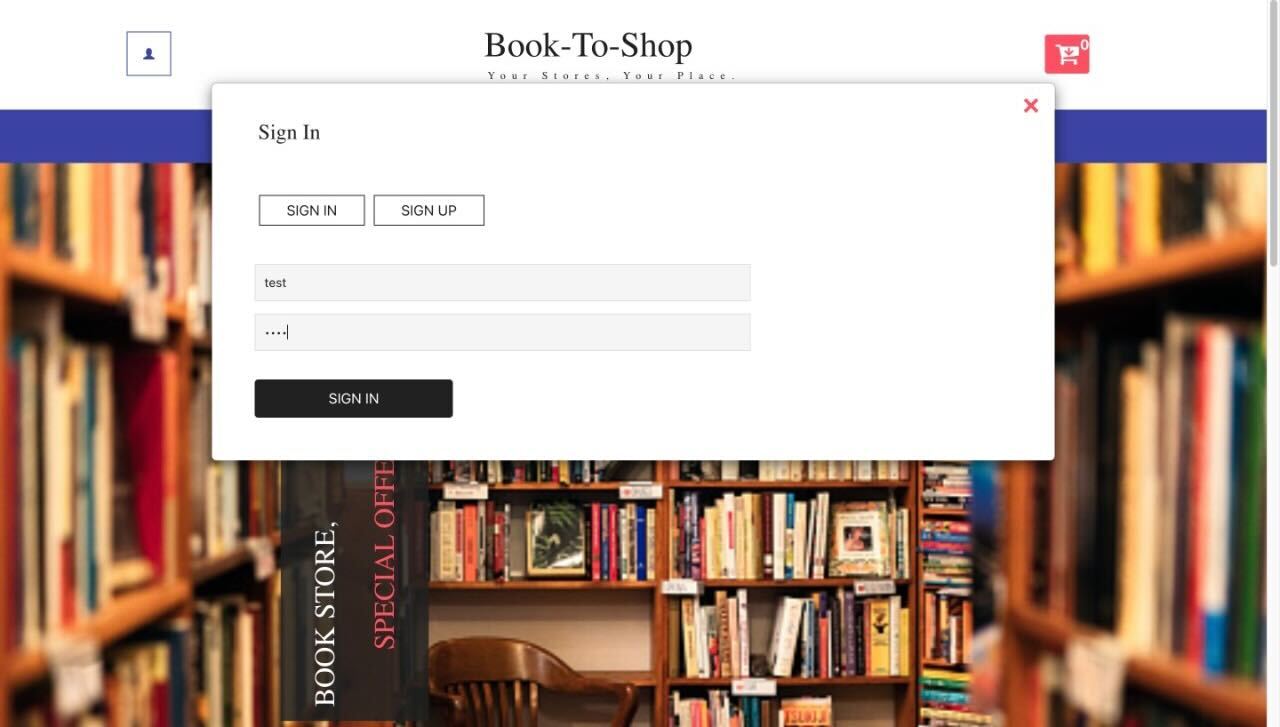 Book-To-Shop
0
Your Stores, Your Place.
Sign In
SIGN IN
SIGN UP
test
••••
SIGN IN
BOOK STORE,
SPECIAL OFFE